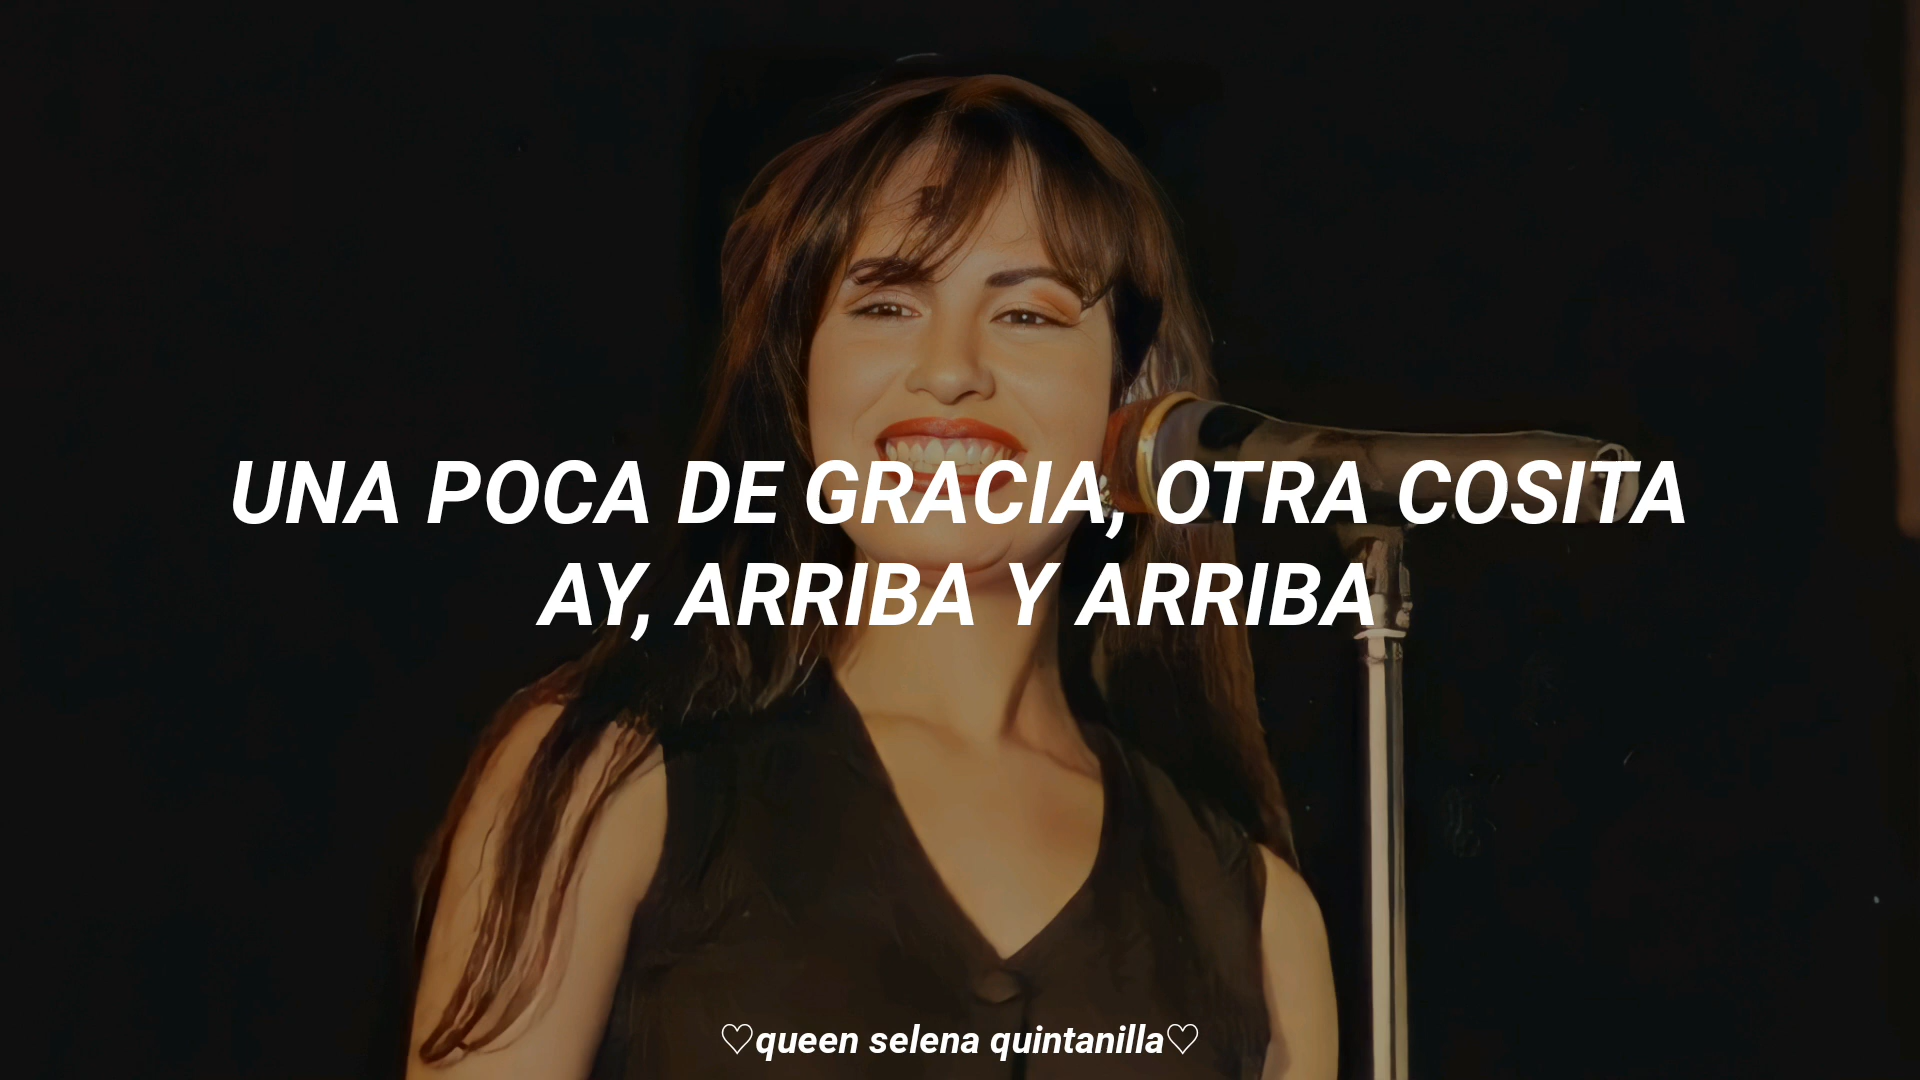 UNA POCA DE GRACIA, OTRA COSITA
AY, ARRIBA Y ARRIBA
♡queen selena quintanilla♡